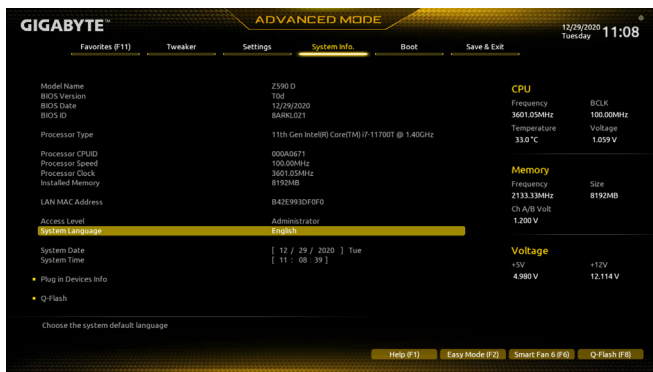 GIGABYTE™
ADVANCED MODE
12/29/2020
Tuesday
11:08
Favorites (F11) Tweaker Settings System Info. Boot Save & Exit
Model Name Z590 D
BIOS Version T0d
BIOS Date 12/29/2020
BIOS ID 8ARKL021
Processor Type 11th Gen Intel(R) Core(TM) i7-11700T @ 1.40GHz
Processor CPUID 000A0671
Processor Speed 100.00MHz
Processor Clock 3601.05MHz
Installed Memory 8192MB
LAN MAC Address B42E993DF0F0
Access Level Administrator
System Language English
System Date [ 12 / 29 / 2020 ] Tue
System Time [ 11 : 08 : 39 ]
Plug in Devices Info
Q-Flash
Choose the system default language
CPU
Frequency BCLK
3601.05MHz 100.00MHz
Temperature Voltage
33.0 °C 1.059 V
Memory
Frequency Size
2133.33MHz 8192MB
Ch A/B Volt
1.200 V
Voltage
+5V +12V
4.980 V 12.114 V
Help (F1) Easy Mode (F2) Smart Fan 6 (F6) Q-Flash (F8)